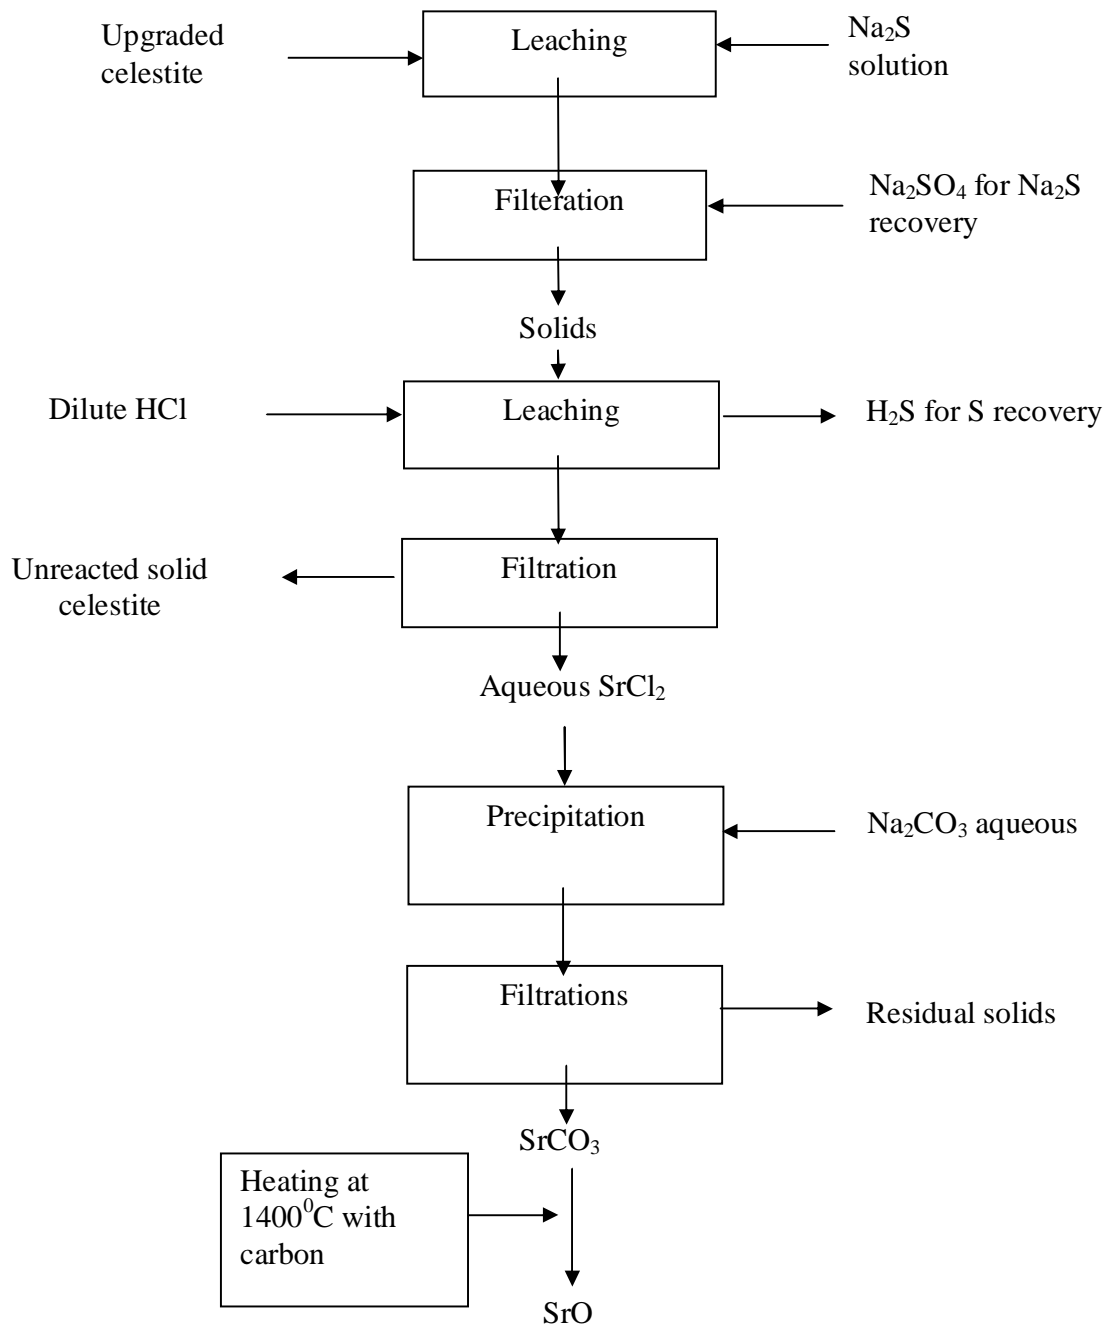 Upgraded
celestite
Leaching
Na₂S
solution
Filteration
Na₂SO₄ for Na₂S
recovery
Solids
Dilute HCl
Leaching
H₂S for S recovery
Unreacted solid
celestite
Filtration
Aqueous SrCl₂
Precipitation
Na₂CO₃ aqueous
Filtrations
Residual solids
SrCO₃
Heating at
1400⁰C with
carbon
SrO